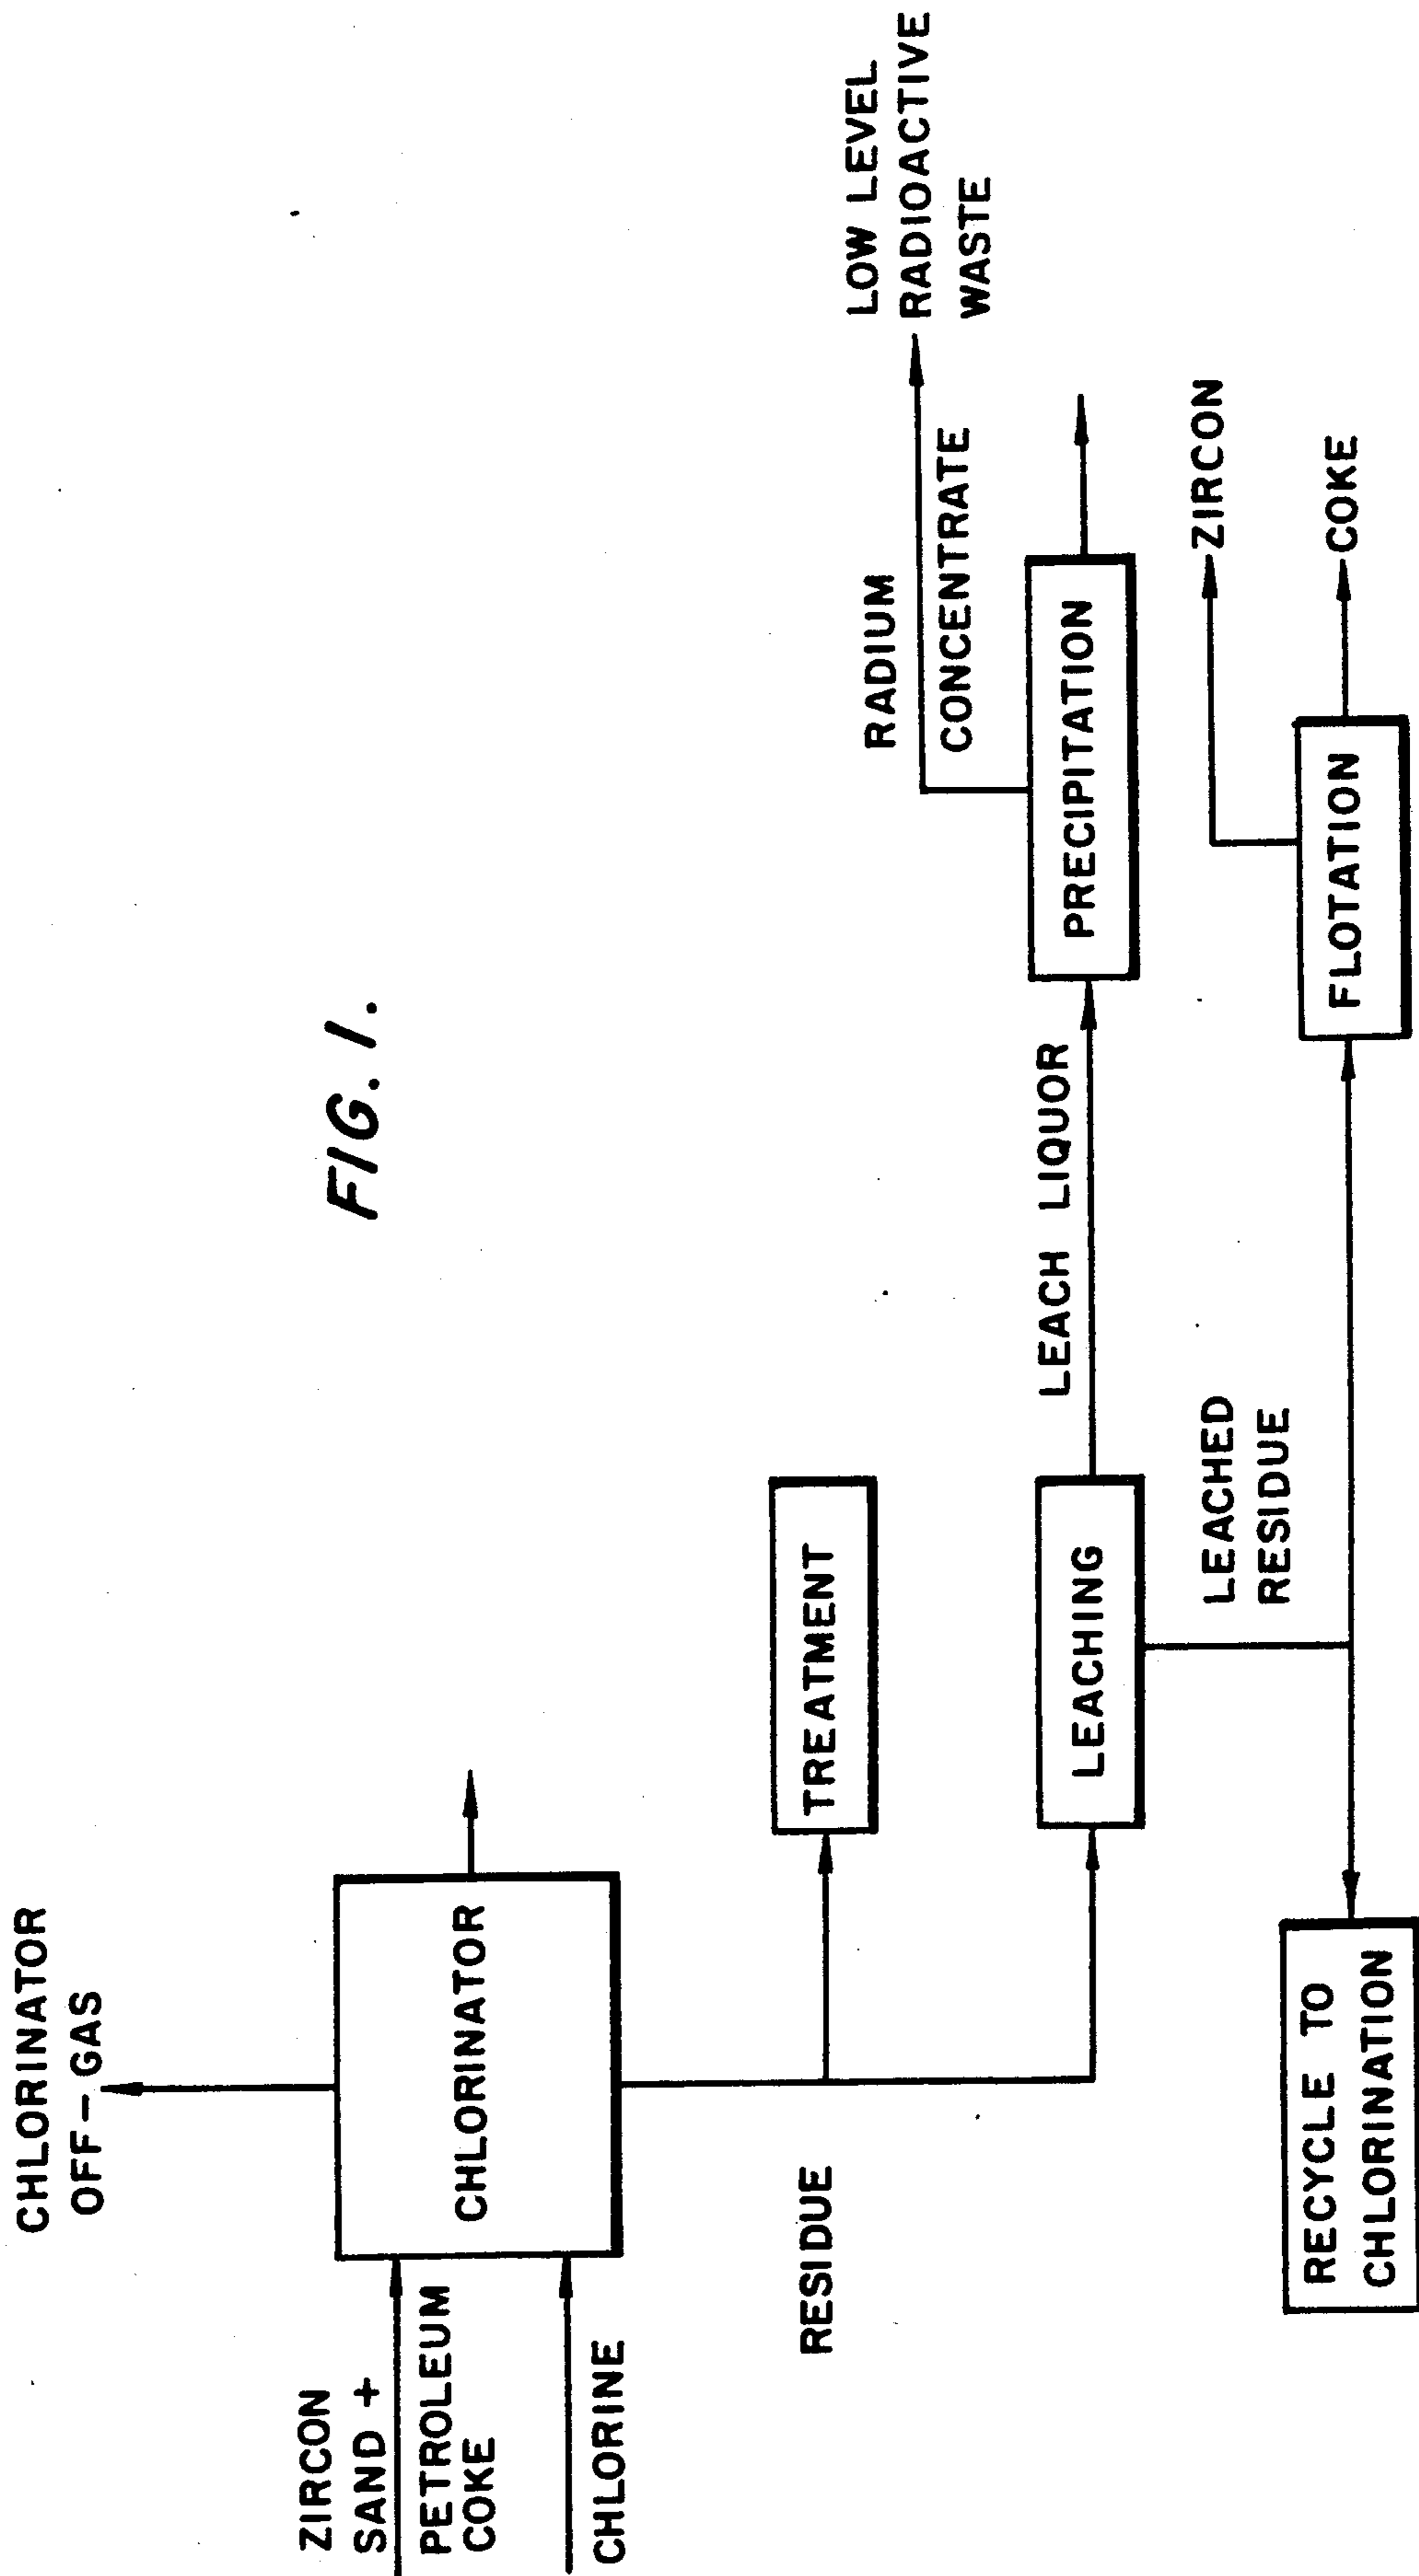 FIG. 1.
CHLORINATOR
OFF-GAS
ZIRCON
SAND +
PETROLEUM
COKE
CHLORINE
CHLORINATOR
RESIDUE
TREATMENT
LEACHING
LEACH LIQUOR
LEACHED
RESIDUE
RECYCLE TO
CHLORINATION
PRECIPITATION
RADIUM
CONCENTRATE
LOW LEVEL
RADIOACTIVE
WASTE
FLOTATION
ZIRCON
COKE